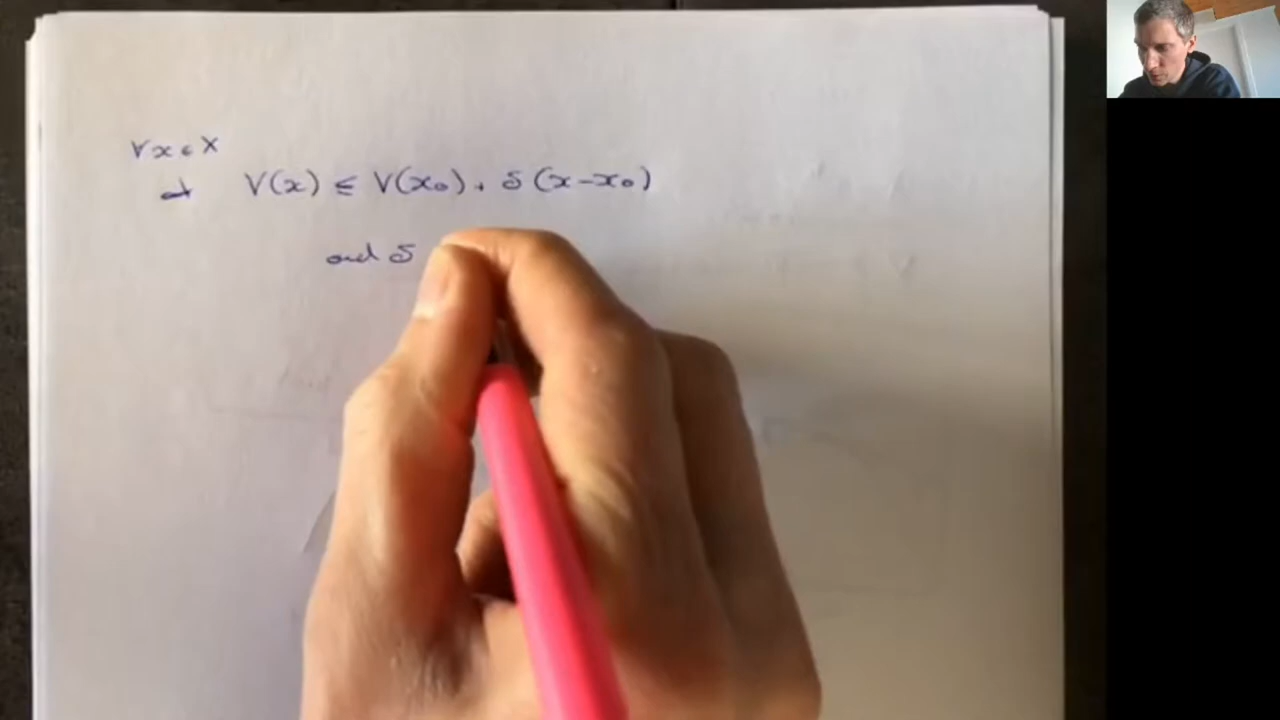 ∀x∈X
V(x) ≤ V(x₀) + δ(x-x₀)
and δ